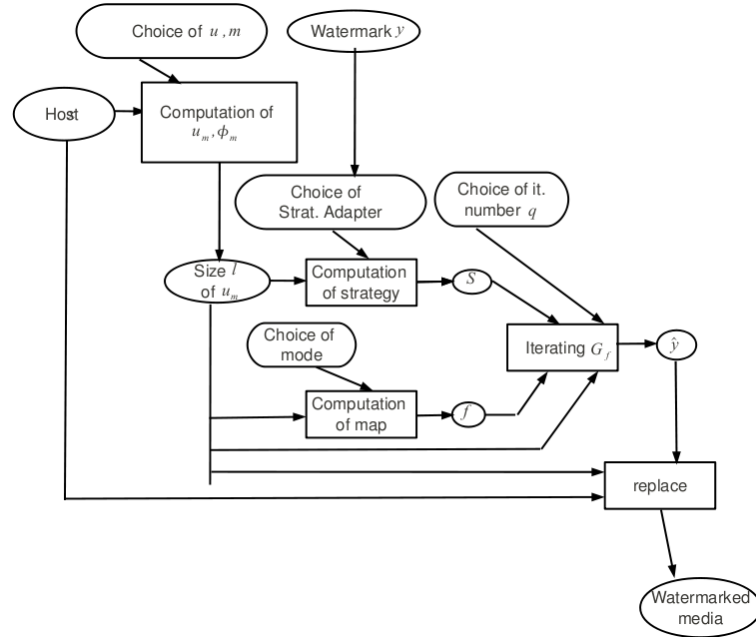 Choice of u , m
Watermark y
Host
Computation of
u_m , ϕ_m
Choice of
Strat. Adapter
Choice of it.
number q
Size l
of u_m
Computation
of strategy
S
Choice of
mode
Iterating G_f
ŷ
Computation
of map
f
replace
Watermarked
media